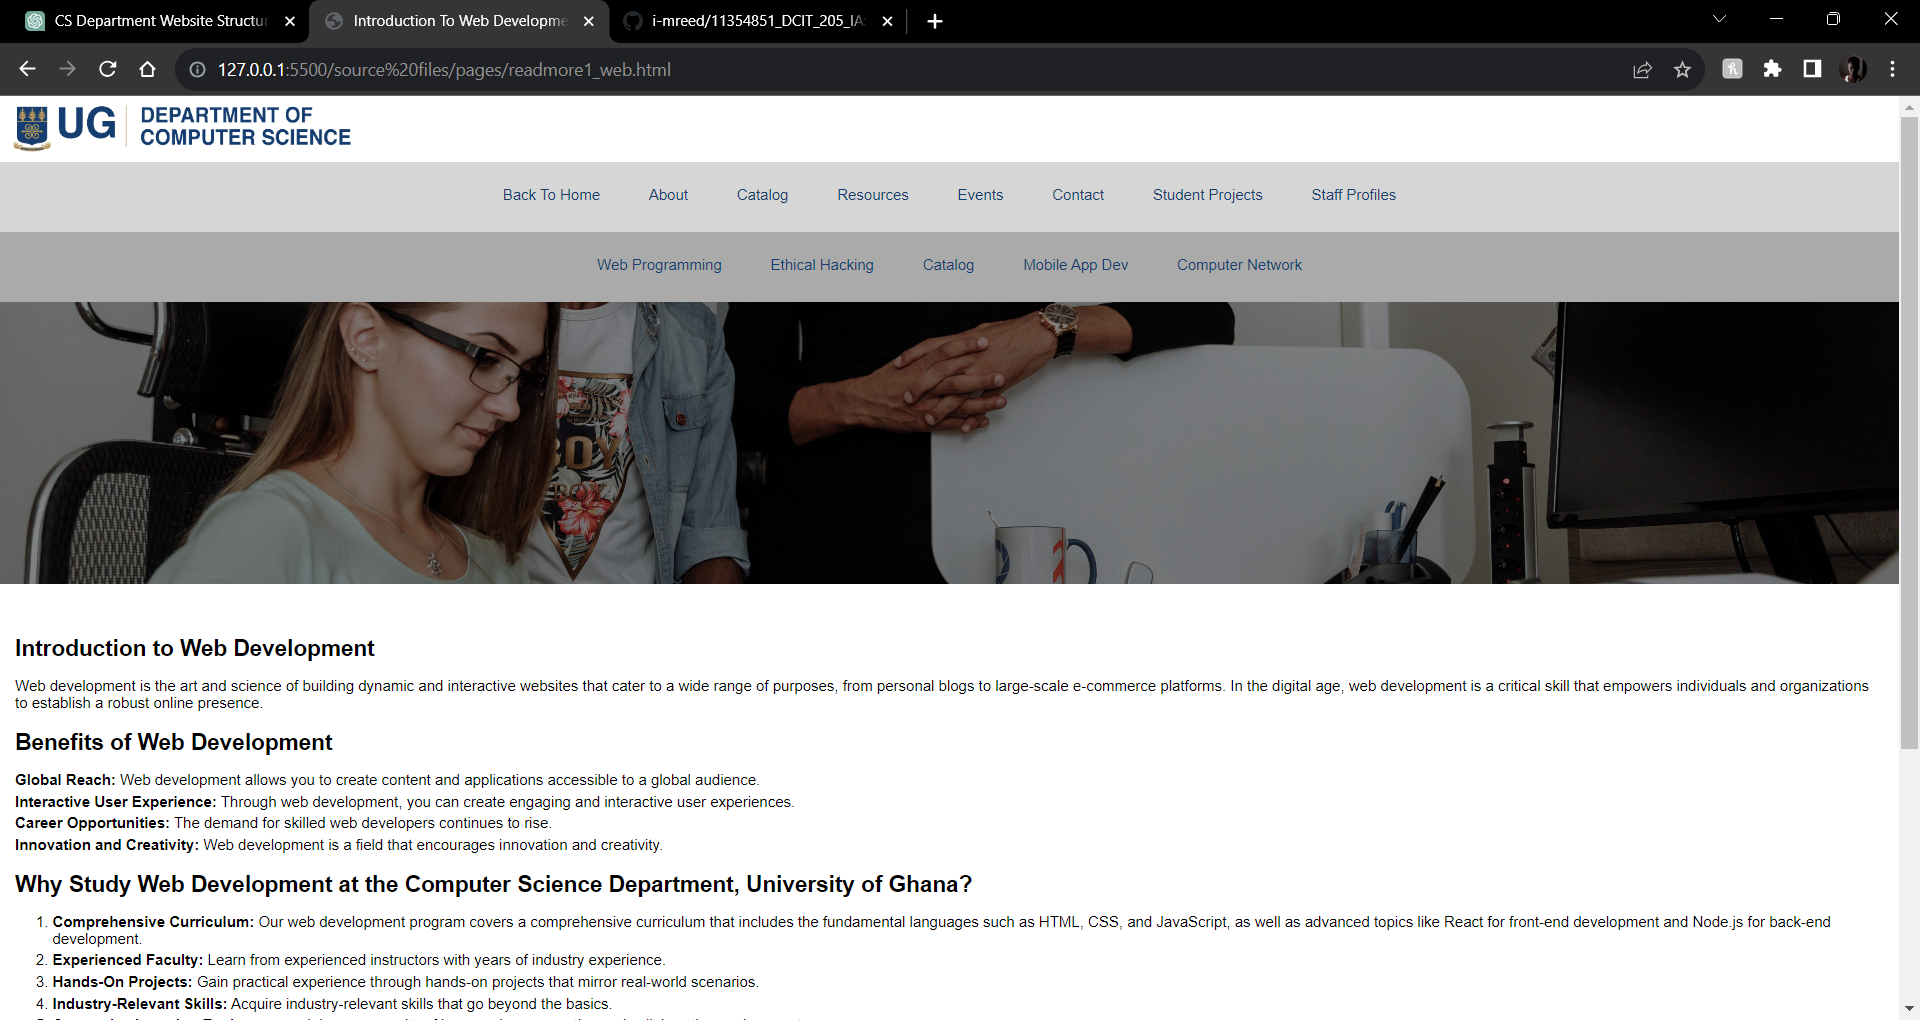 CS Department Website Structur
Introduction To Web Developme
i-mreed/11354851_DCIT_205_IA
127.0.0.1:5500/source%20files/pages/readmore1_web.html
UG
DEPARTMENT OF
COMPUTER SCIENCE
Back To Home About Catalog Resources Events Contact Student Projects Staff Profiles
Web Programming Ethical Hacking Catalog Mobile App Dev Computer Network
BOY
Introduction to Web Development
Web development is the art and science of building dynamic and interactive websites that cater to a wide range of purposes, from personal blogs to large-scale e-commerce platforms. In the digital age, web development is a critical skill that empowers individuals and organizations
to establish a robust online presence.
Benefits of Web Development
Global Reach: Web development allows you to create content and applications accessible to a global audience.
Interactive User Experience: Through web development, you can create engaging and interactive user experiences.
Career Opportunities: The demand for skilled web developers continues to rise.
Innovation and Creativity: Web development is a field that encourages innovation and creativity.
Why Study Web Development at the Computer Science Department, University of Ghana?
1. Comprehensive Curriculum: Our web development program covers a comprehensive curriculum that includes the fundamental languages such as HTML, CSS, and JavaScript, as well as advanced topics like React for front-end development and Node.js for back-end
development.
2. Experienced Faculty: Learn from experienced instructors with years of industry experience.
3. Hands-On Projects: Gain practical experience through hands-on projects that mirror real-world scenarios.
4. Industry-Relevant Skills: Acquire industry-relevant skills that go beyond the basics.